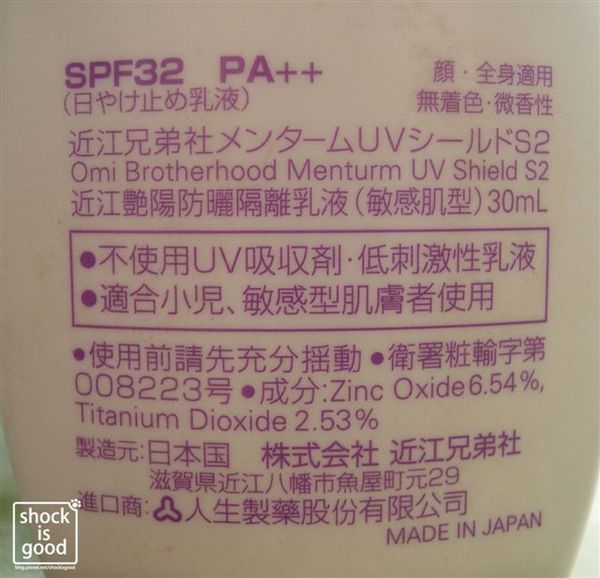 SPF32 PA++ 顔・全身適用
(日やけ止め乳液) 無着色・微香性
近江兄弟社メンタームUVシールドS2
Omi Brotherhood Menturm UV Shield S2
近江艷陽防曬隔離乳液(敏感肌型)30mL
●不使用UV吸収剤・低刺激性乳液
●適合小児、敏感型肌膚者使用
●使用前請先充分揺動 ●衛署粧輸字第
008223号 ●成分:Zinc Oxide6.54%,
Titanium Dioxide 2.53%
製造元:日本国 株式会社 近江兄弟社
滋賀県近江八幡市魚屋町元29
進口商: 人生製藥股份有限公司
MADE IN JAPAN
shock
is
good
blog.pixnet.net/shockisgood